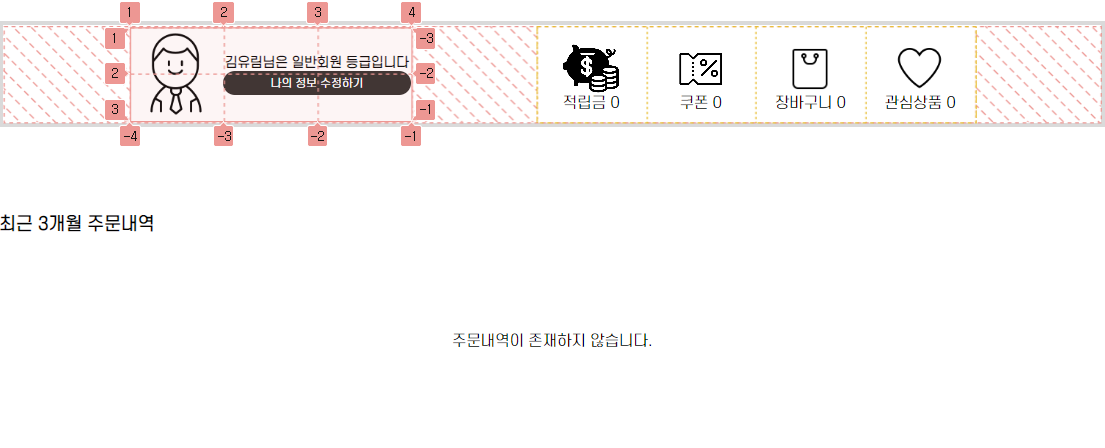 1 2 3 4
1 -3
김유림님은 일반회원 등급입니다
2 -2
나의 정보 수정하기
3 -1
-4 -3 -2 -1
적립금 0 쿠폰 0 장바구니 0 관심상품 0
최근 3개월 주문내역
주문내역이 존재하지 않습니다.